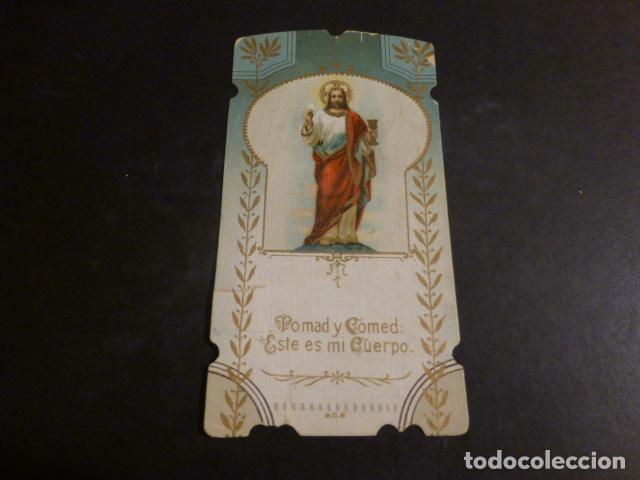 Tomad y Comed:
Este es mi Cuerpo.
todocoleccion